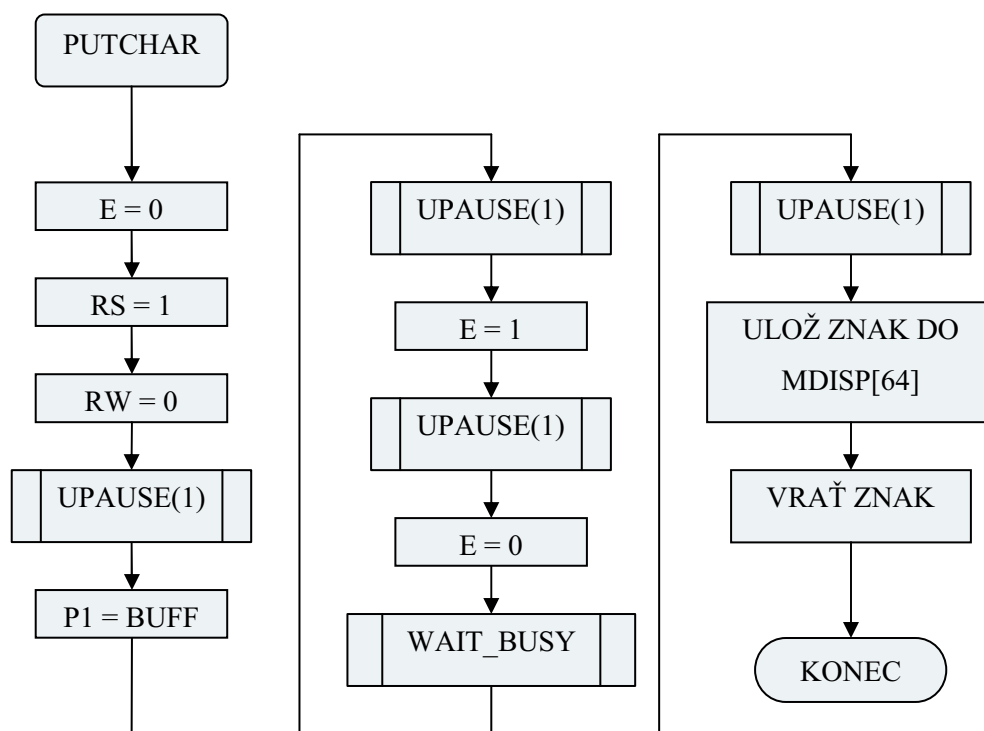 PUTCHAR
E = 0
RS = 1
RW = 0
UPAUSE(1)
P1 = BUFF
UPAUSE(1)
E = 1
UPAUSE(1)
E = 0
WAIT_BUSY
UPAUSE(1)
ULOŽ ZNAK DO
MDISP[64]
VRAŤ ZNAK
KONEC